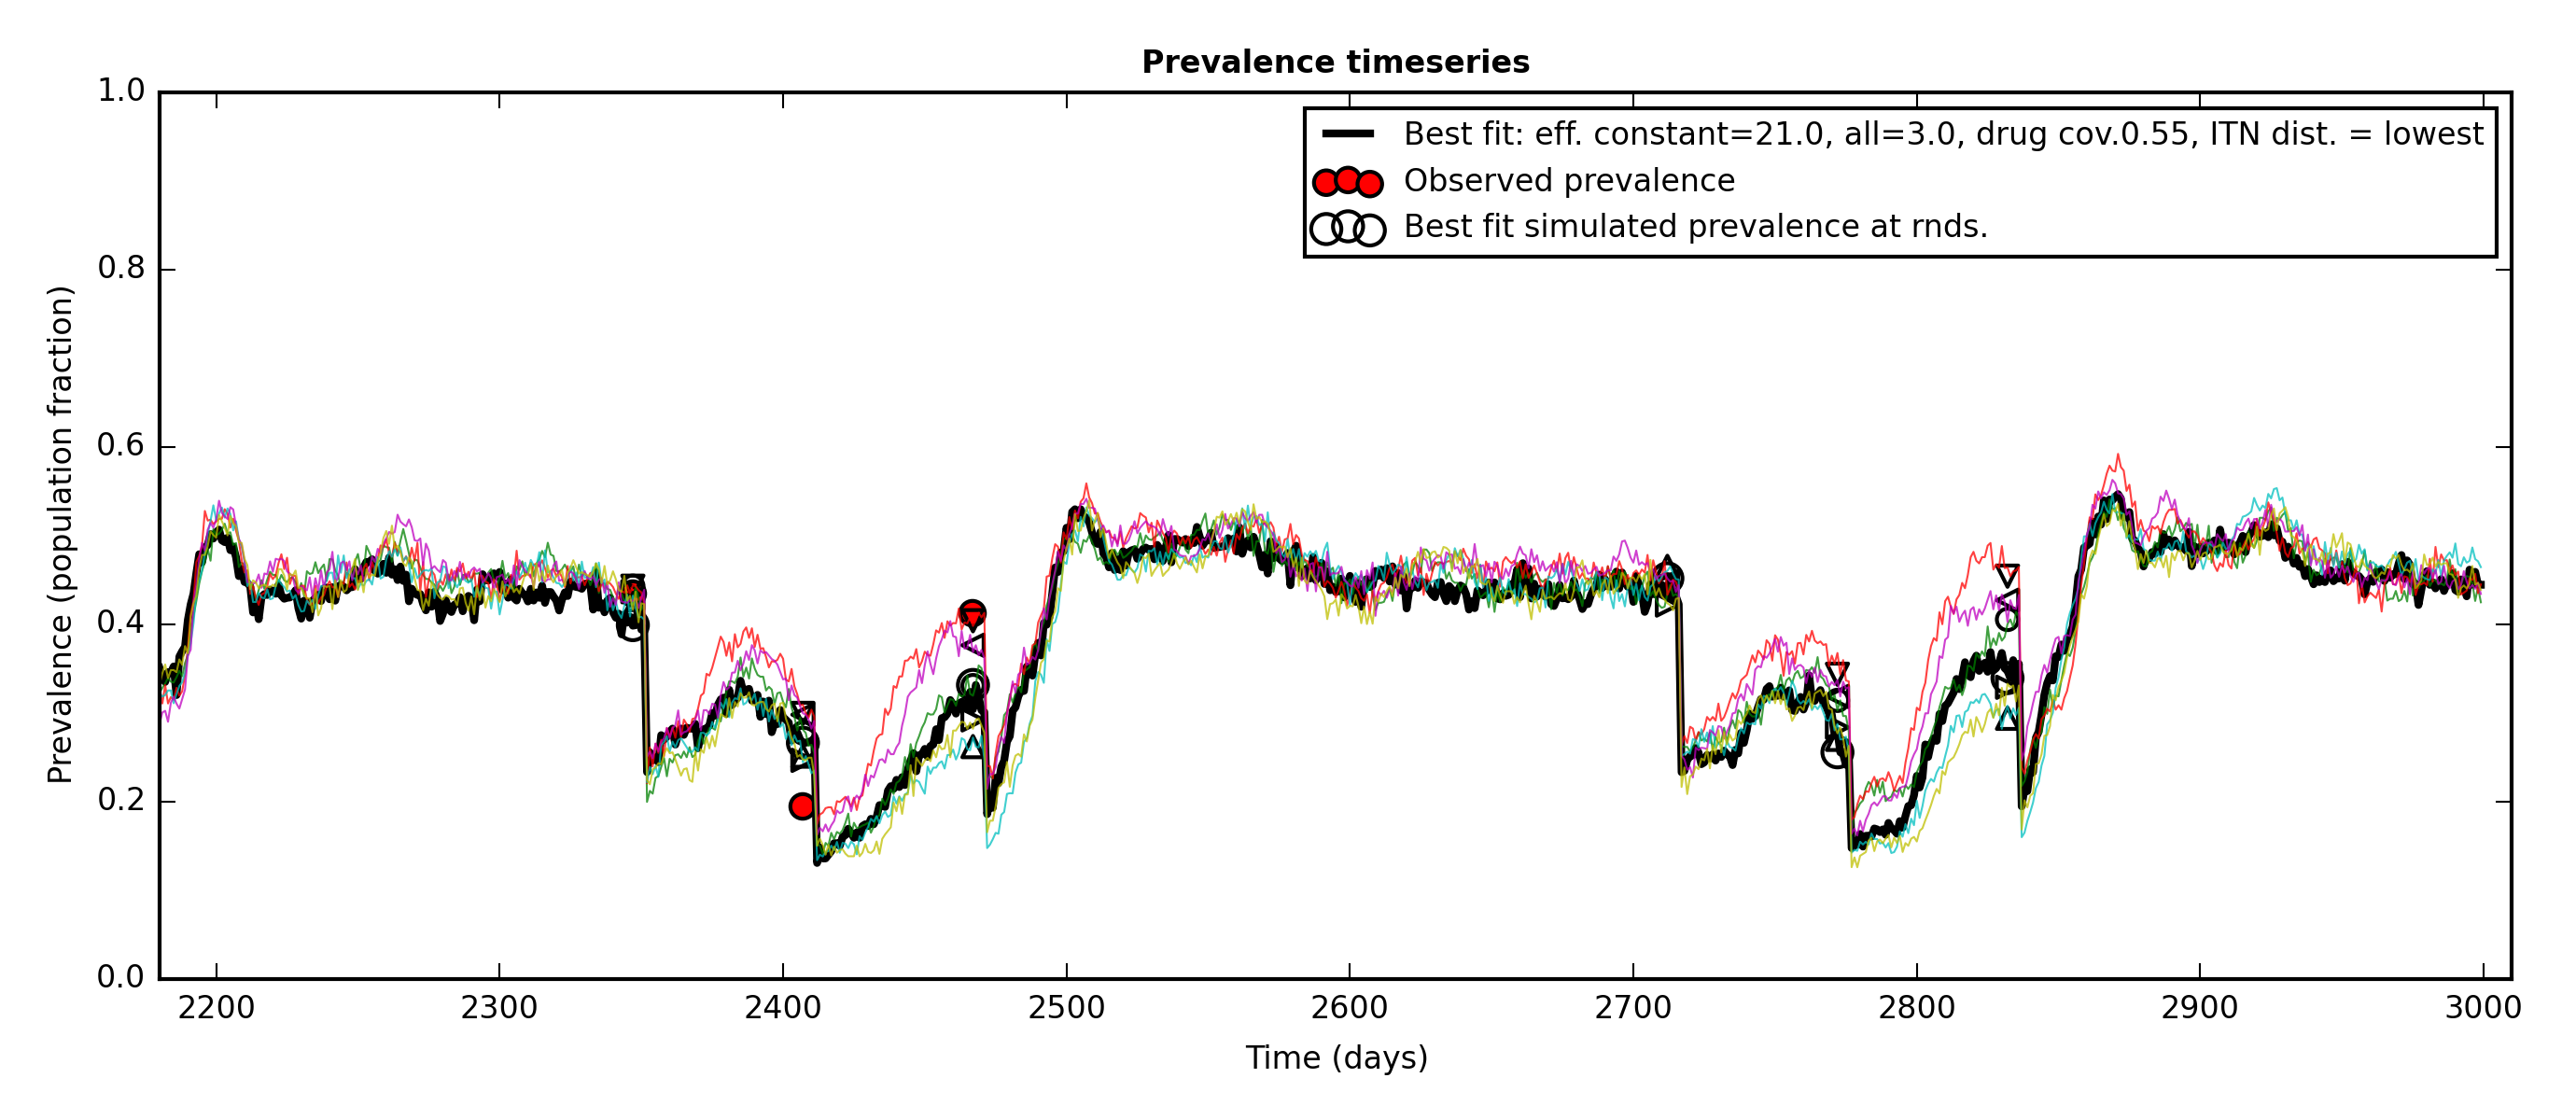 Prevalence timeseries
Best fit: eff. constant=21.0, all=3.0, drug cov.0.55, ITN dist. = lowest
Observed prevalence
Best fit simulated prevalence at rnds.
Prevalence (population fraction)
1.0
0.8
0.6
0.4
0.2
0.0
2200 2300 2400 2500 2600 2700 2800 2900 3000
Time (days)